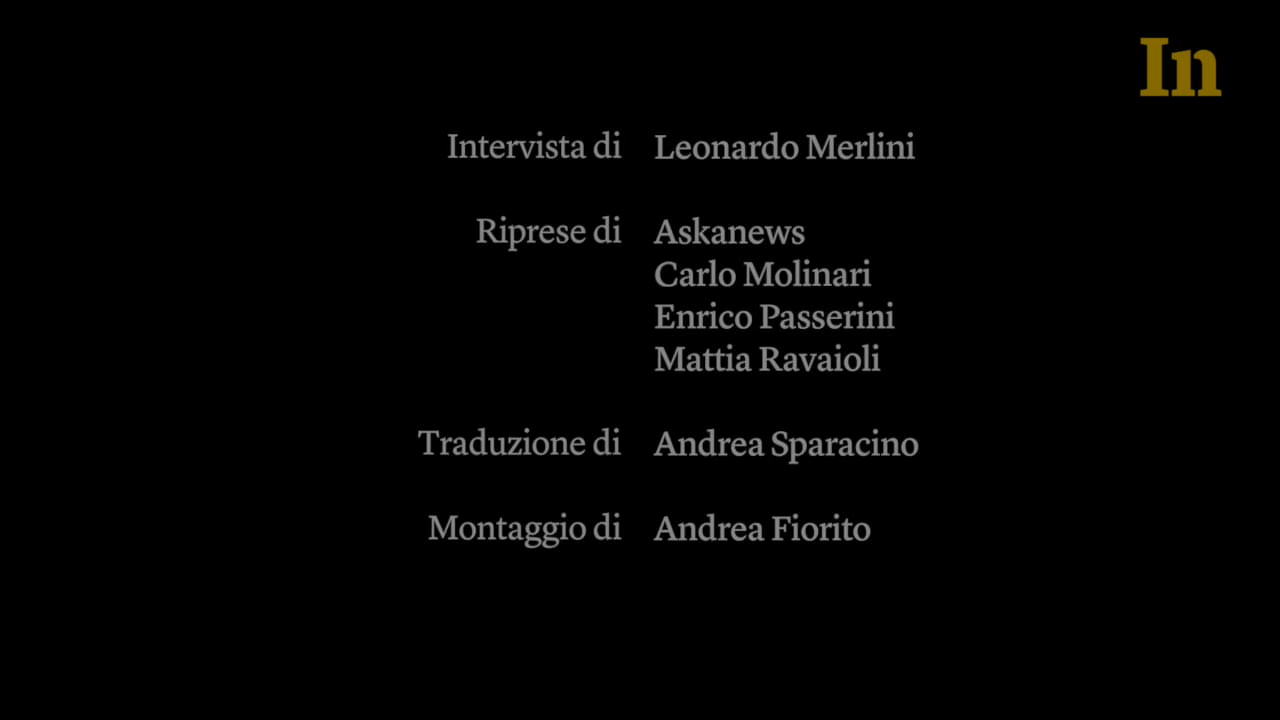 In
Intervista di Leonardo Merlini
Riprese di Askanews
Carlo Molinari
Enrico Passerini
Mattia Ravaioli
Traduzione di Andrea Sparacino
Montaggio di Andrea Fiorito